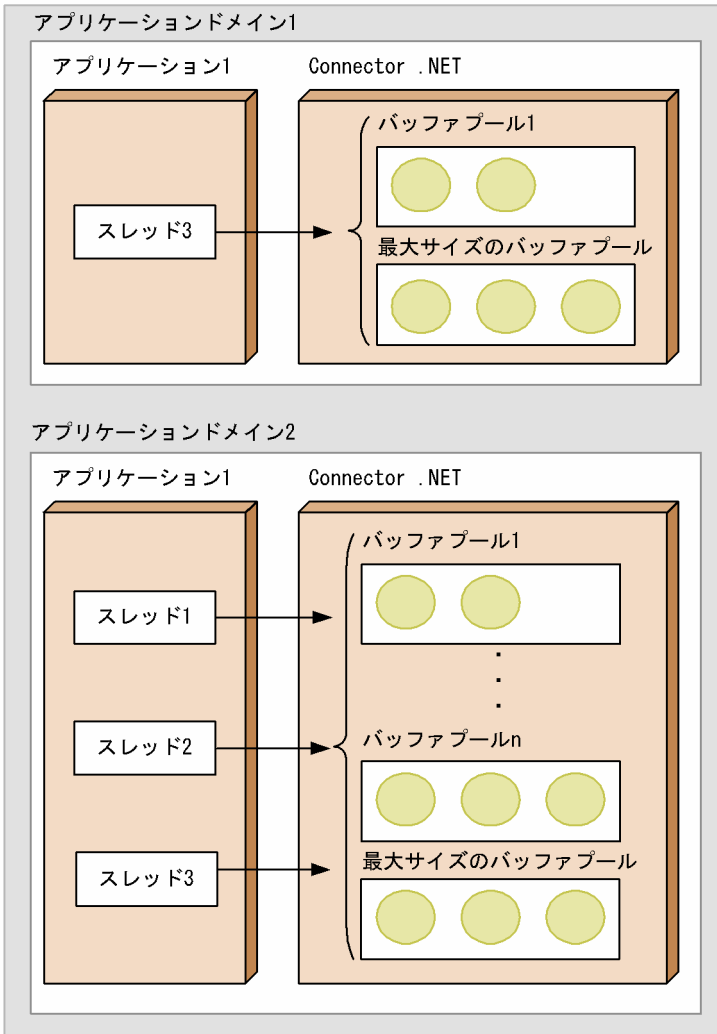 アプリケーションドメイン1
アプリケーション1
Connector .NET
バッファプール1
スレッド3
最大サイズのバッファプール
アプリケーションドメイン2
アプリケーション1
Connector .NET
バッファプール1
スレッド1
・
・
・
スレッド2
バッファプールn
スレッド3
最大サイズのバッファプール